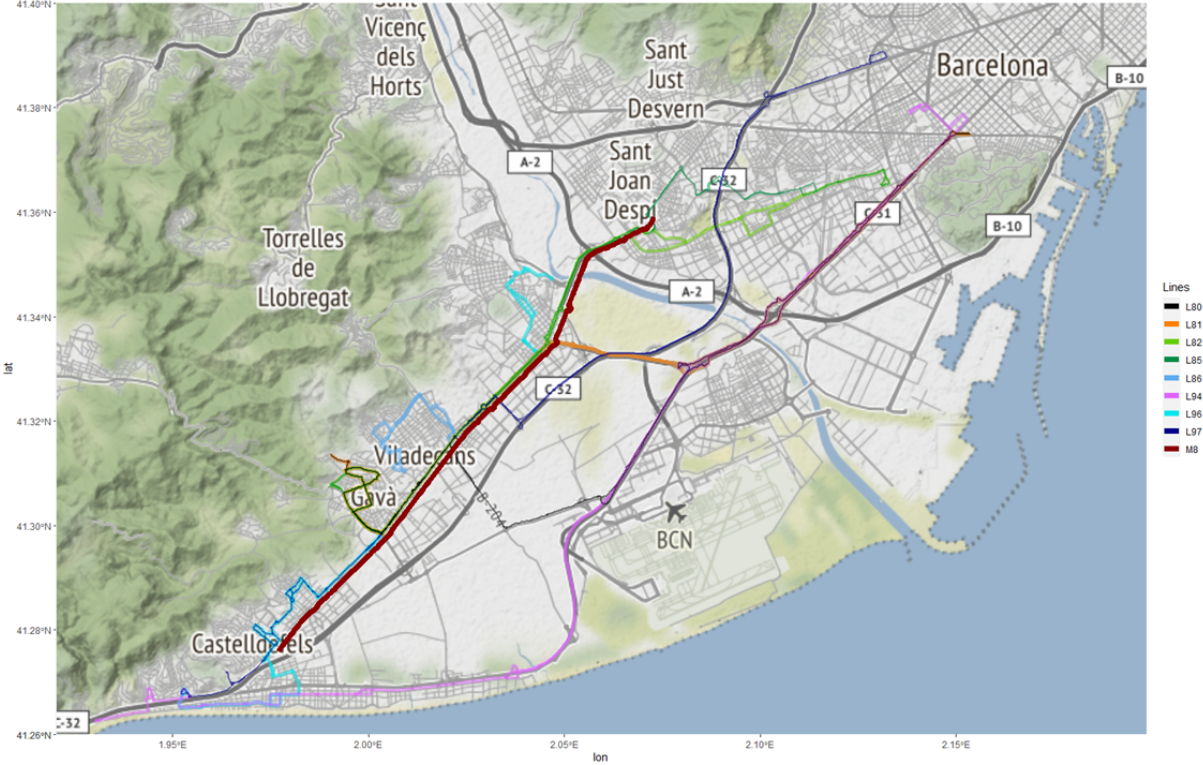 41.40°N
41.38°N
41.36°N
41.34°N
41.32°N
41.30°N
41.28°N
41.26°N
lat
Sant
Vicenç
dels
Horts
Sant
Just
Desvern
Barcelona
B-10
A-2
Sant
Joan
Desp
C-32
C-31
B-10
Torrelles
de
Llobregat
A-2
C-32
Viladecans
Gavà
B-204
BCN
Castelldefels
C-32
1.95°E
2.00°E
2.05°E
2.10°E
2.15°E
lon
Lines
L80
L81
L82
L85
L86
L94
L96
L97
M8